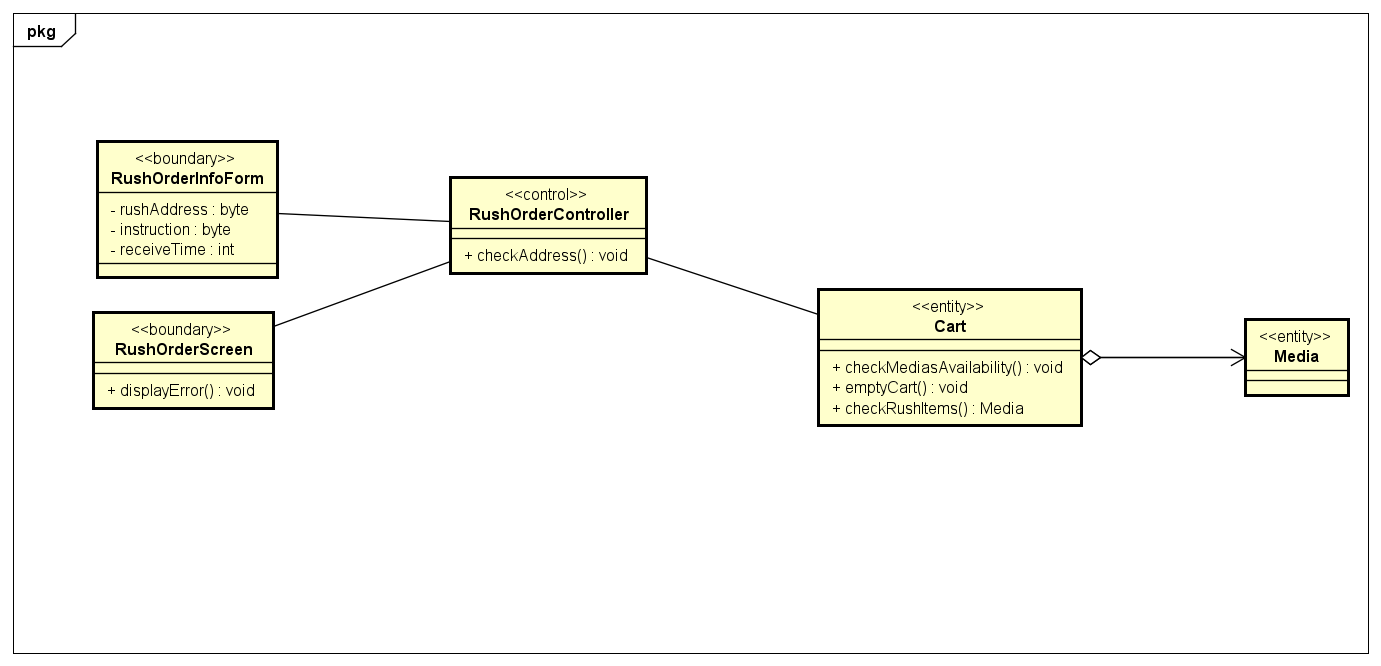 pkg
<<boundary>>
RushOrderInfoForm
- rushAddress : byte
- instruction : byte
- receiveTime : int
<<boundary>>
RushOrderScreen
+ displayError() : void
<<control>>
RushOrderController
+ checkAddress() : void
<<entity>>
Cart
+ checkMediasAvailability() : void
+ emptyCart() : void
+ checkRushItems() : Media
<<entity>>
Media